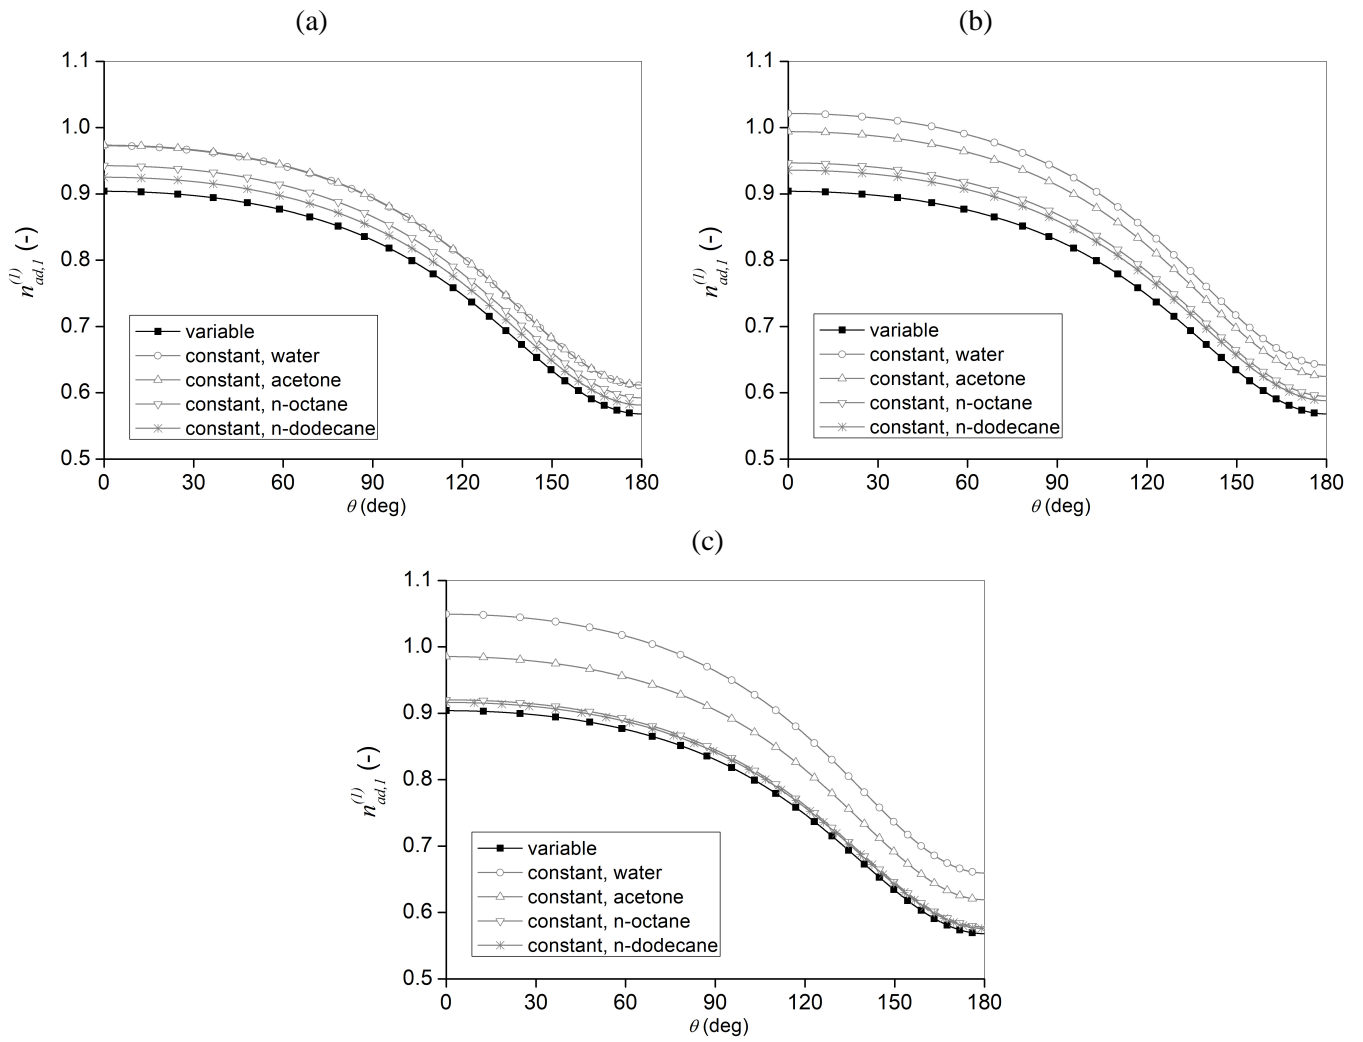 (a)
1.1
1.0
0.9
0.8
0.7
0.6
0.5
n_{ad,1}^{(1)} (-)
variable
constant, water
constant, acetone
constant, n-octane
constant, n-dodecane
0 30 60 90 120 150 180
θ (deg)
(b)
1.1
1.0
0.9
0.8
0.7
0.6
0.5
n_{ad,1}^{(1)} (-)
variable
constant, water
constant, acetone
constant, n-octane
constant, n-dodecane
0 30 60 90 120 150 180
θ (deg)
(c)
1.1
1.0
0.9
0.8
0.7
0.6
0.5
n_{ad,1}^{(1)} (-)
variable
constant, water
constant, acetone
constant, n-octane
constant, n-dodecane
0 30 60 90 120 150 180
θ (deg)